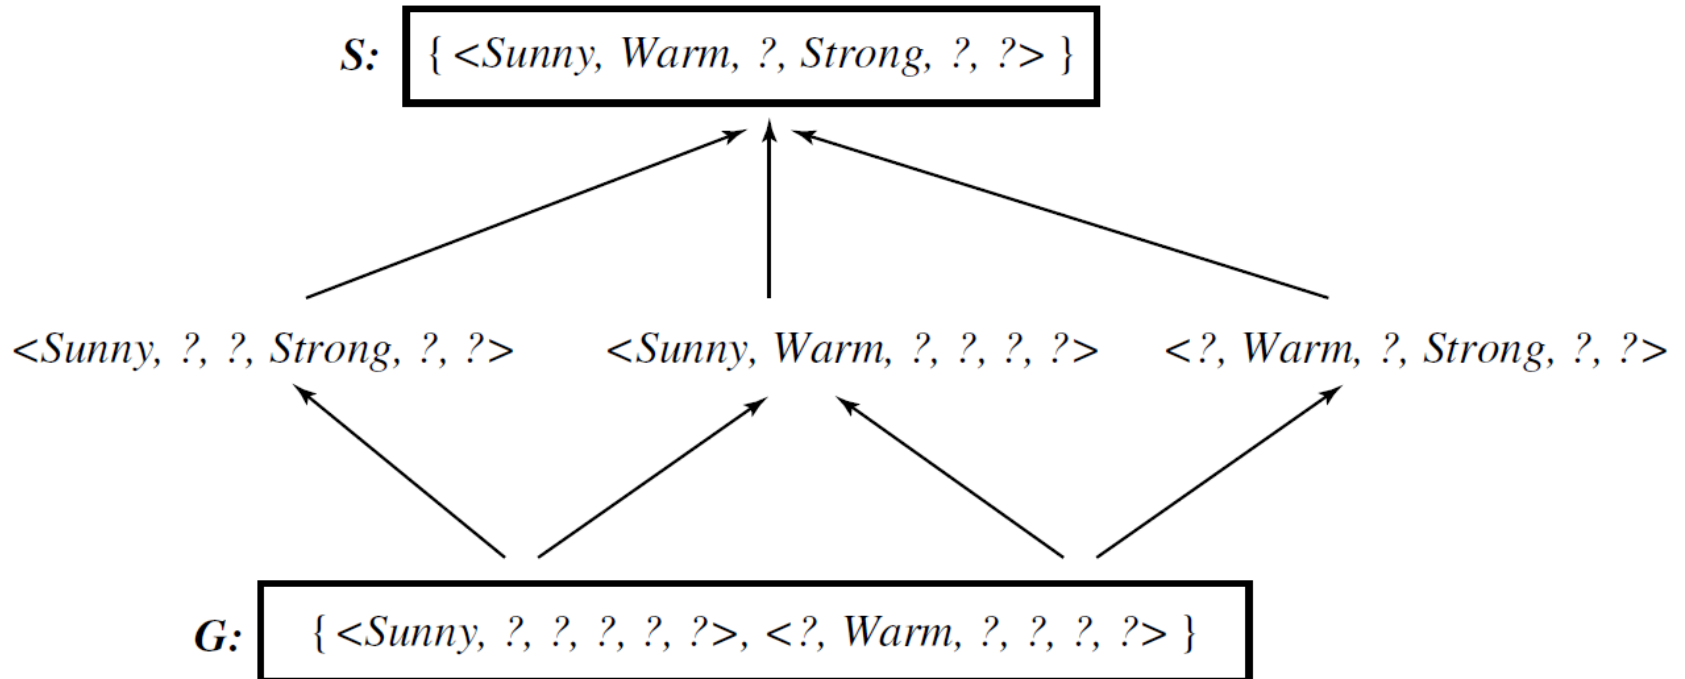 S: { <Sunny, Warm, ?, Strong, ?, ?> }
<Sunny, ?, ?, Strong, ?, ?> <Sunny, Warm, ?, ?, ?, ?> <?, Warm, ?, Strong, ?, ?>
G: { <Sunny, ?, ?, ?, ?, ?>, <?, Warm, ?, ?, ?, ?> }